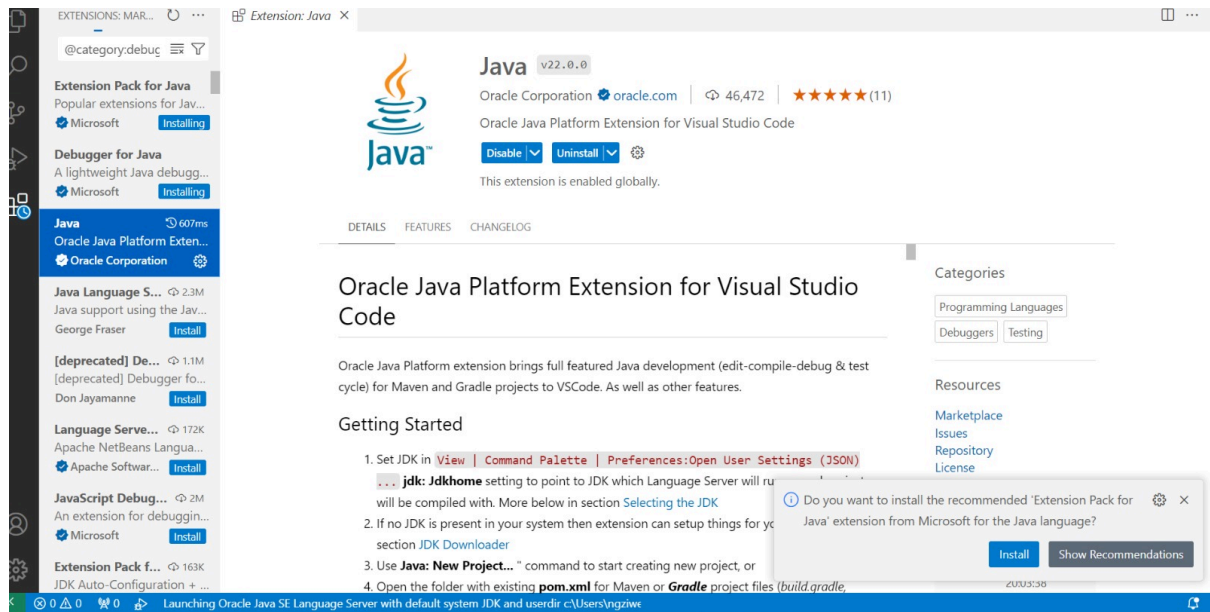 EXTENSIONS: MAR...
@category:debug
Extension Pack for Java
Popular extensions for Jav...
Microsoft
Installing
Debugger for Java
A lightweight Java debugg...
Microsoft
Installing
Java
607ms
Oracle Java Platform Exten...
Oracle Corporation
Java Language S...
2.3M
Java support using the Jav...
George Fraser
Install
[deprecated] De...
1.1M
[deprecated] Debugger fo...
Don Jayamanne
Install
Language Serve...
172K
Apache NetBeans Langua...
Apache Softwar...
Install
JavaScript Debug...
2M
An extension for debuggin...
Microsoft
Install
Extension Pack f...
163K
JDK Auto-Configuration + ...
Extension: Java
Java™
Java
v22.0.0
Oracle Corporation
oracle.com
46,472
(11)
Oracle Java Platform Extension for Visual Studio Code
Disable
Uninstall
This extension is enabled globally.
DETAILS
FEATURES
CHANGELOG
Oracle Java Platform Extension for Visual Studio
Code
Oracle Java Platform extension brings full featured Java development (edit-compile-debug & test
cycle) for Maven and Gradle projects to VSCode. As well as other features.
Getting Started
1. Set JDK in View | Command Palette | Preferences:Open User Settings (JSON)
... jdk: Jdkhome setting to point to JDK which Language Server will
will be compiled with. More below in section Selecting the JDK
2. If no JDK is present in your system then extension can setup things for
section JDK Downloader
3. Use Java: New Project... " command to start creating new project, or
4. Open the folder with existing pom.xml for Maven or Gradle project files (build.gradle,
Categories
Programming Languages
Debuggers
Testing
Resources
Marketplace
Issues
Repository
License
Do you want to install the recommended 'Extension Pack for
Java' extension from Microsoft for the Java language?
Install
Show Recommendations
0
0
0
Launching Oracle Java SE Language Server with default system JDK and userdir c:\Users\ngziwe